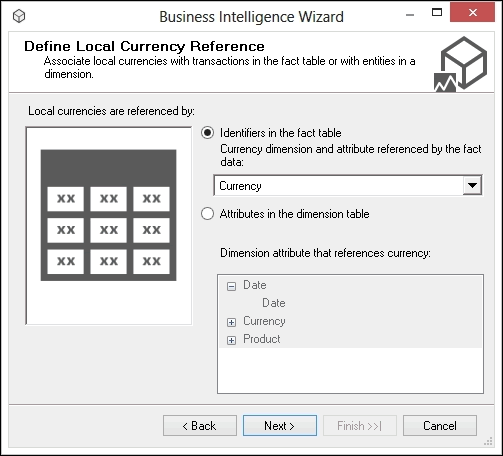 Business Intelligence Wizard
Define Local Currency Reference
Associate local currencies with transactions in the fact table or with entities in a
dimension.
Local currencies are referenced by:
xx xx xx
xx xx xx
xx xx xx
Identifiers in the fact table
Currency dimension and attribute referenced by the fact
data:
Currency
Attributes in the dimension table
Dimension attribute that references currency:
Date
Date
Currency
Product
< Back
Next >
Finish >>|
Cancel